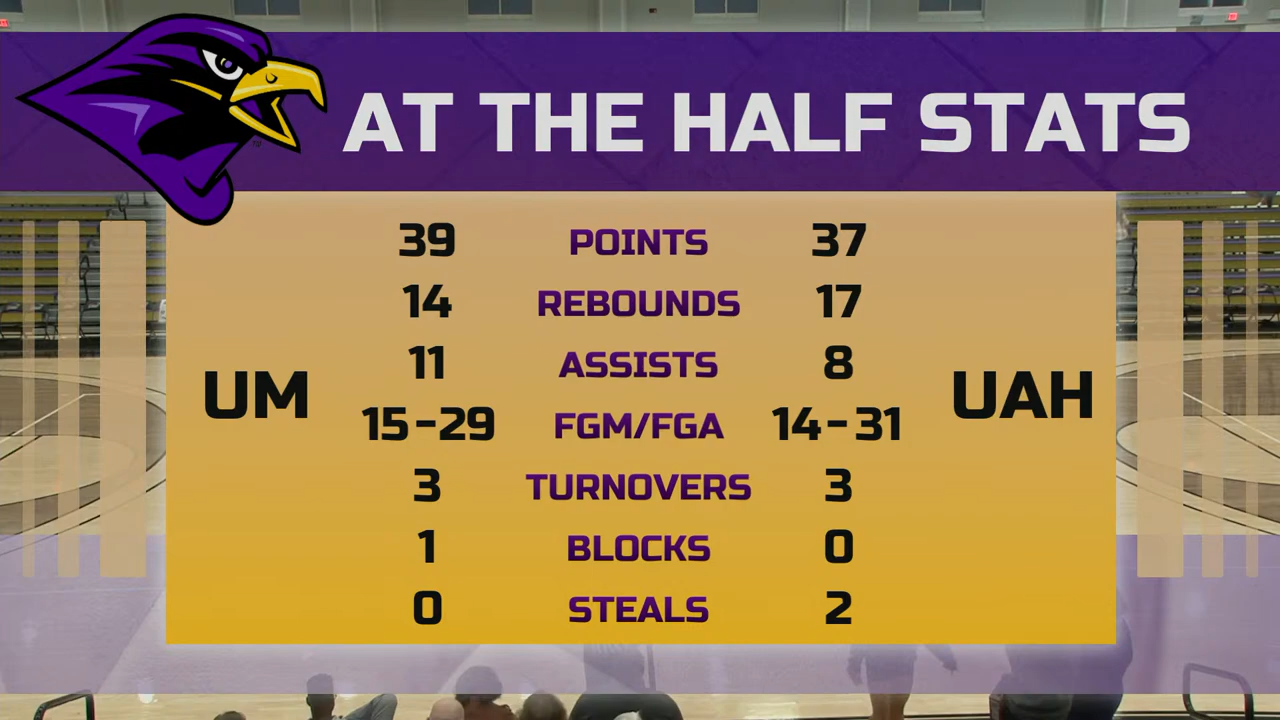 AT THE HALF STATS
39 POINTS 37
14 REBOUNDS 17
11 ASSISTS 8
UM UAH
15-29 FGM/FGA 14-31
3 TURNOVERS 3
1 BLOCKS 0
0 STEALS 2